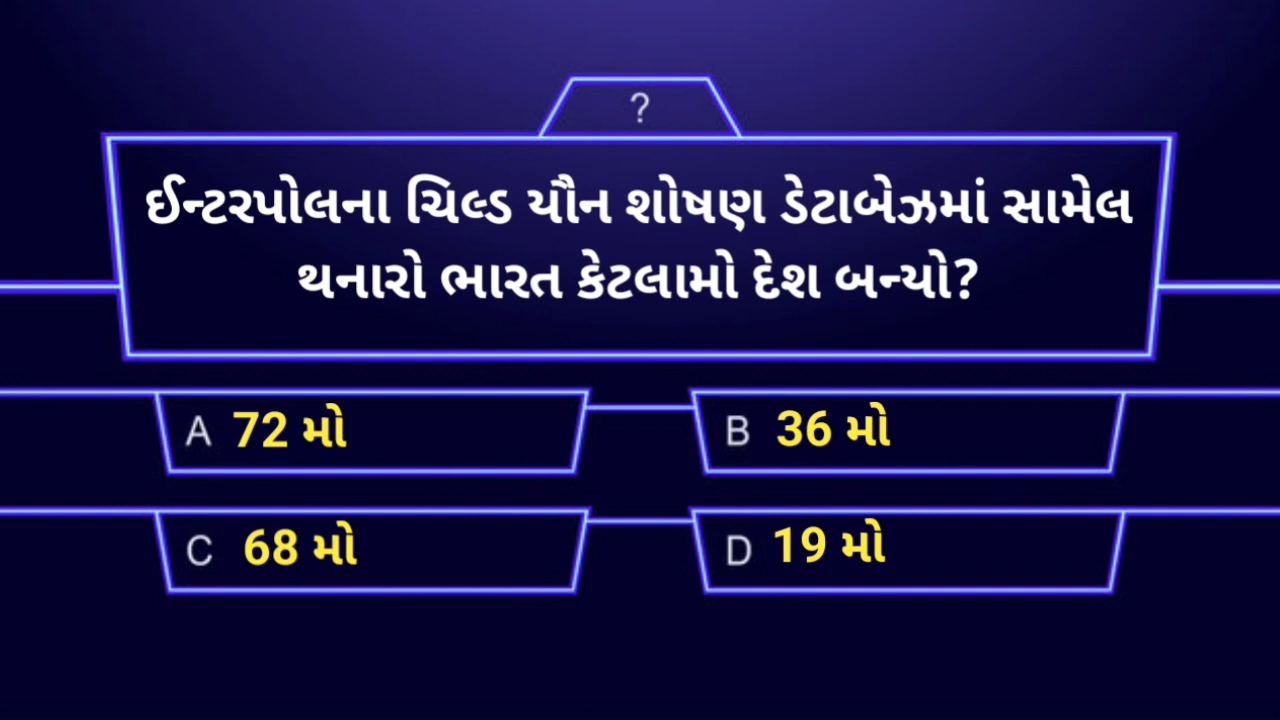 ?
ઈન્ટરપોલના ચિલ્ડ યૌન શોષણ ડેટાબેઝમાં સામેલ
થનારો ભારત કેટલામો દેશ બન્યો?
A 72 મો
B 36 મો
C 68 મો
D 19 મો